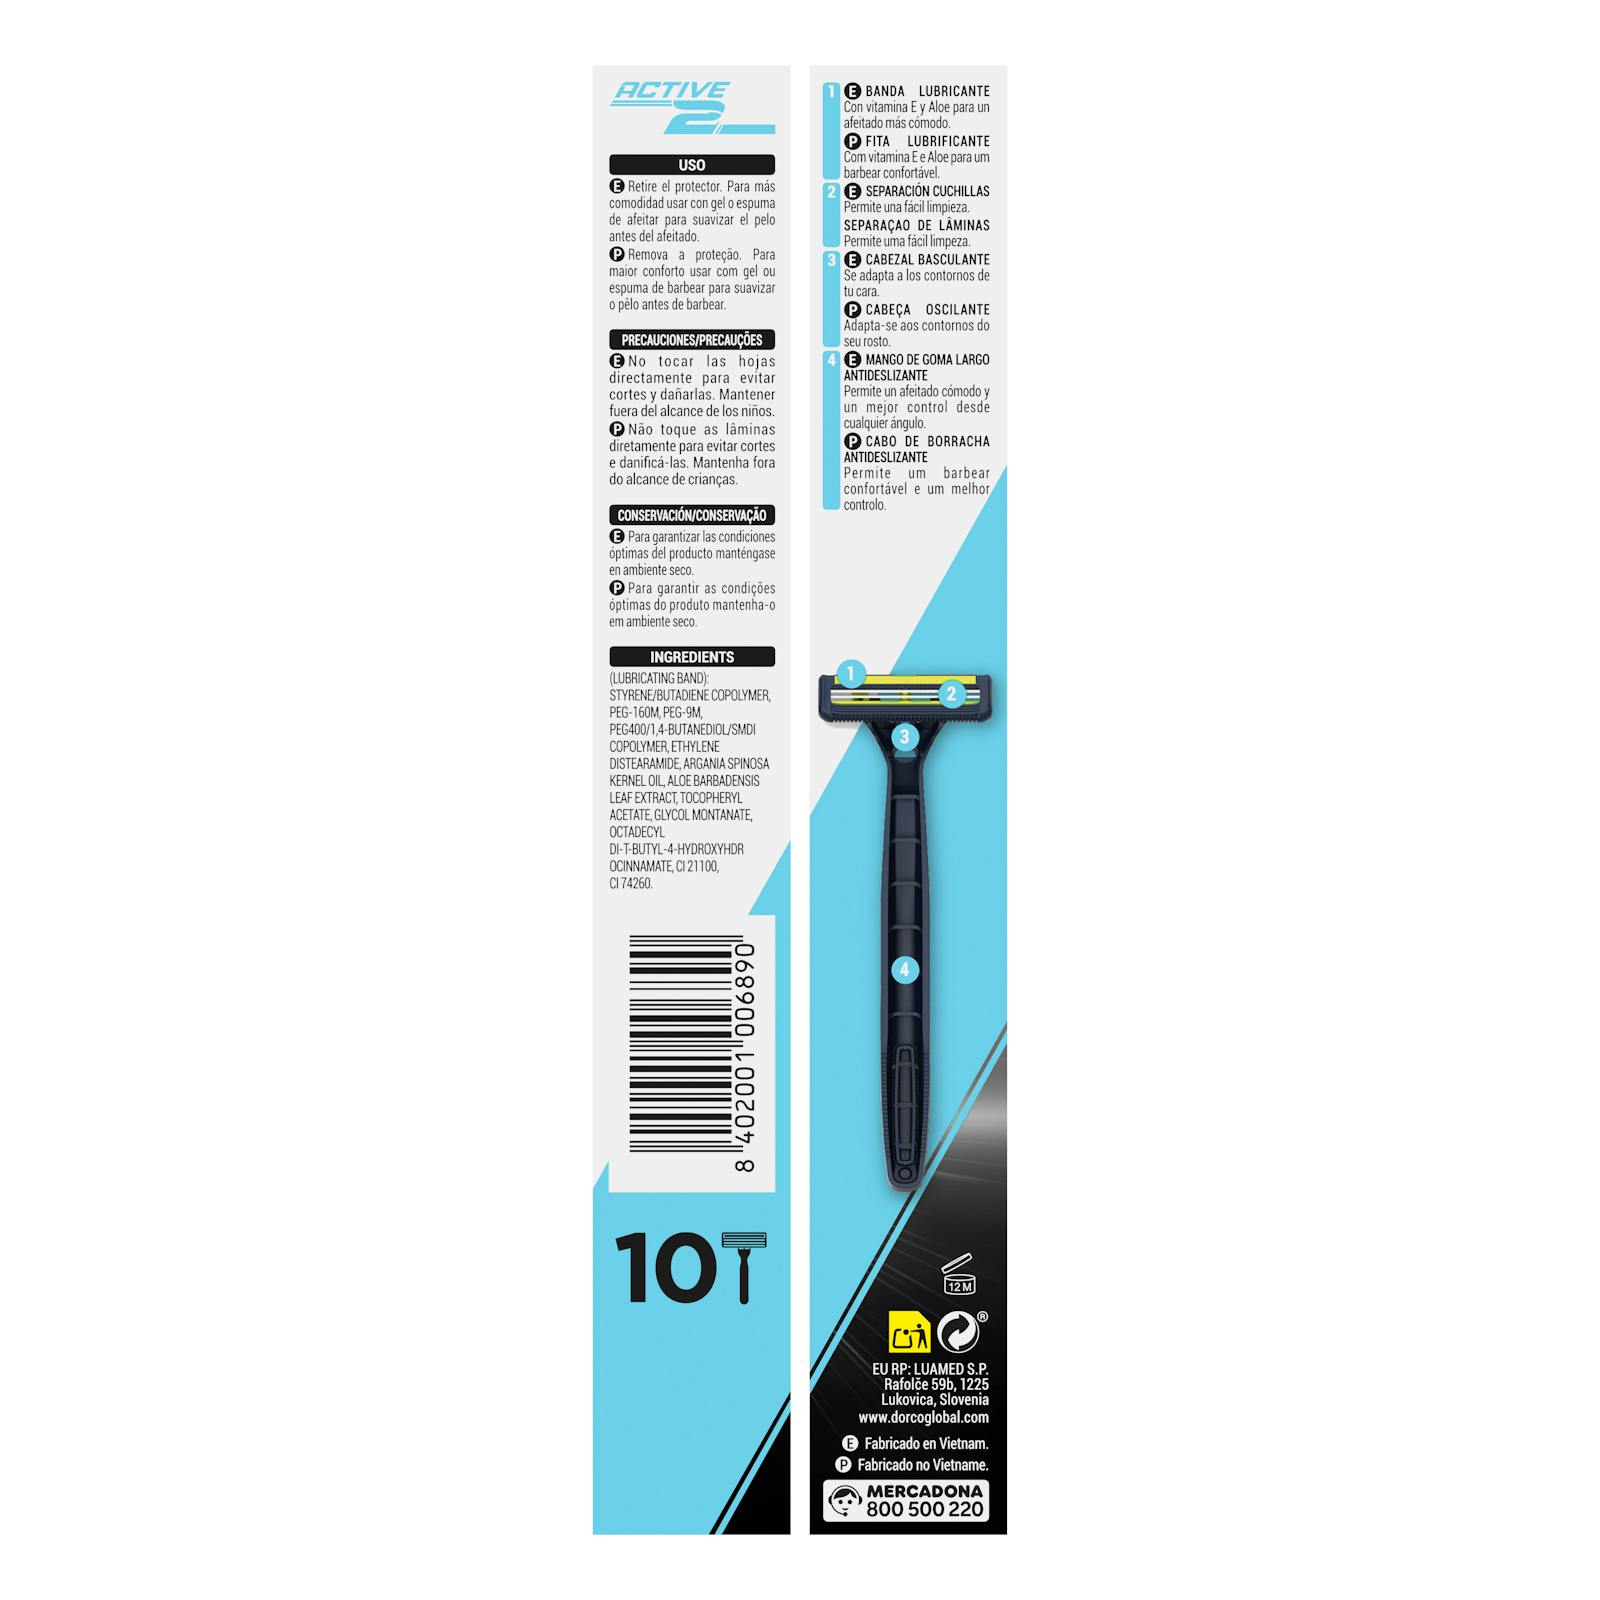 ACTIVE
2
USO
E Retire el protector. Para más
comodidad usar con gel o espuma
de afeitar para suavizar el pelo
antes del afeitado.
P Remova a proteção. Para
maior conforto usar com gel ou
espuma de barbear para suavizar
o pêlo antes de barbear.
PRECAUCIONES/PRECAUÇÕES
E No tocar las hojas
directamente para evitar
cortes y dañarlas. Mantener
fuera del alcance de los niños.
P Não toque as lâminas
diretamente para evitar cortes
e danificá-las. Mantenha fora
do alcance de crianças.
CONSERVACIÓN/CONSERVAÇÃO
E Para garantizar las condiciones
óptimas del producto manténgase
en ambiente seco.
P Para garantir as condições
óptimas do produto mantenha-o
em ambiente seco.
INGREDIENTS
(LUBRICATING BAND):
STYRENE/BUTADIENE COPOLYMER,
PEG-160M, PEG-9M,
PEG400/1,4-BUTANEDIOL/SMDI
COPOLYMER, ETHYLENE
DISTEARAMIDE, ARGANIA SPINOSA
KERNEL OIL, ALOE BARBADENSIS
LEAF EXTRACT, TOCOPHERYL
ACETATE, GLYCOL MONTANATE,
OCTADECYL
DI-T-BUTYL-4-HYDROXYHDR
OCINNAMATE, CI 21100,
CI 74260.
8 402001 006890
10
1 E BANDA LUBRICANTE
Con vitamina E y Aloe para un
afeitado más cómodo.
P FITA LUBRIFICANTE
Com vitamina E e Aloe para um
barbear confortável.
2 E SEPARACIÓN CUCHILLAS
Permite una fácil limpieza.
SEPARAÇAO DE LÂMINAS
Permite uma fácil limpeza.
3 E CABEZAL BASCULANTE
Se adapta a los contornos de
tu cara.
P CABEÇA OSCILANTE
Adapta-se aos contornos do
seu rosto.
4 E MANGO DE GOMA LARGO
ANTIDESLIZANTE
Permite un afeitado cómodo y
un mejor control desde
cualquier ángulo.
P CABO DE BORRACHA
ANTIDESLIZANTE
Permite um barbear
confortável e um melhor
controlo.
1
2
3
4
12M
®
EU RP: LUAMED S.P.
Rafolče 59b, 1225
Lukovica, Slovenia
www.dorcoglobal.com
E Fabricado en Vietnam.
P Fabricado no Vietname.
MERCADONA
800 500 220